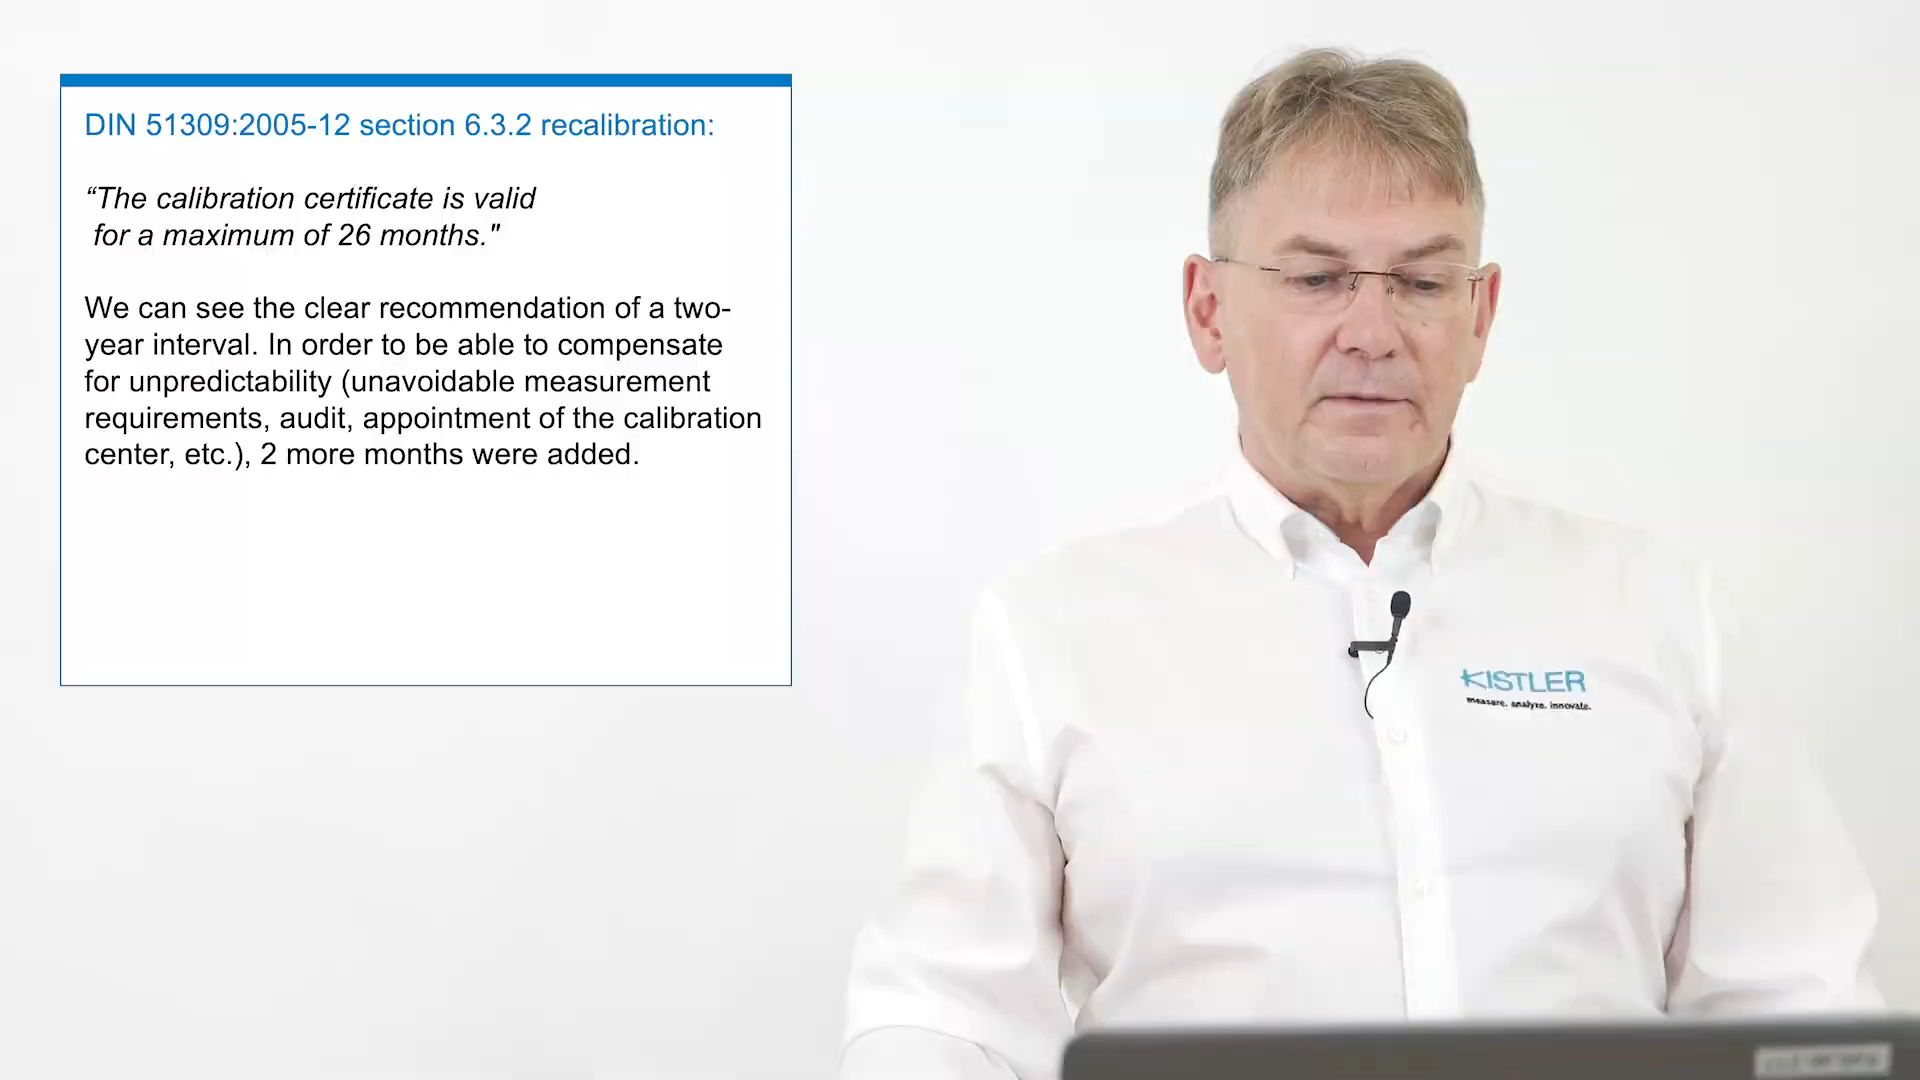 DIN 51309:2005-12 section 6.3.2 recalibration:
“The calibration certificate is valid
for a maximum of 26 months."
We can see the clear recommendation of a two-
year interval. In order to be able to compensate
for unpredictability (unavoidable measurement
requirements, audit, appointment of the calibration
center, etc.), 2 more months were added.
KISTLER
measure. analyze. innovate.